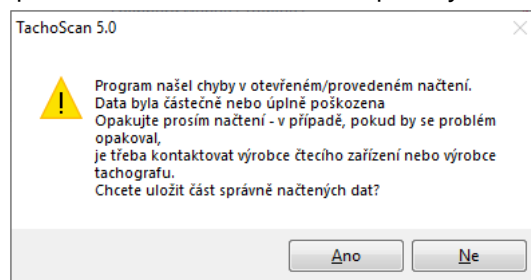 TachoScan 5.0
Program našel chyby v otevřeném/provedeném načtení.
Data byla částečně nebo úplně poškozena
Opakujte prosím načtení - v případě, pokud by se problém
opakoval,
je třeba kontaktovat výrobce čtecího zařízení nebo výrobce
tachografu.
Chcete uložit část správně načtených dat?
Ano
Ne